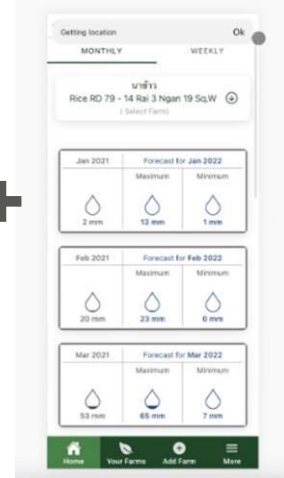 Getting location Ok
MONTHLY WEEKLY
นาข้าว
Rice RD 79 - 14 Rai 3 Ngan 19 Sq.W
( Select Farm)
Jan 2021 Forecast for Jan 2022
Maximum Minimum
2 mm 13 mm 1 mm
Feb 2021 Forecast for Feb 2022
Maximum Minimum
20 mm 23 mm 0 mm
Mar 2021 Forecast for Mar 2022
Maximum Minimum
53 mm 65 mm 7 mm
Home Your Farms Add Farm More